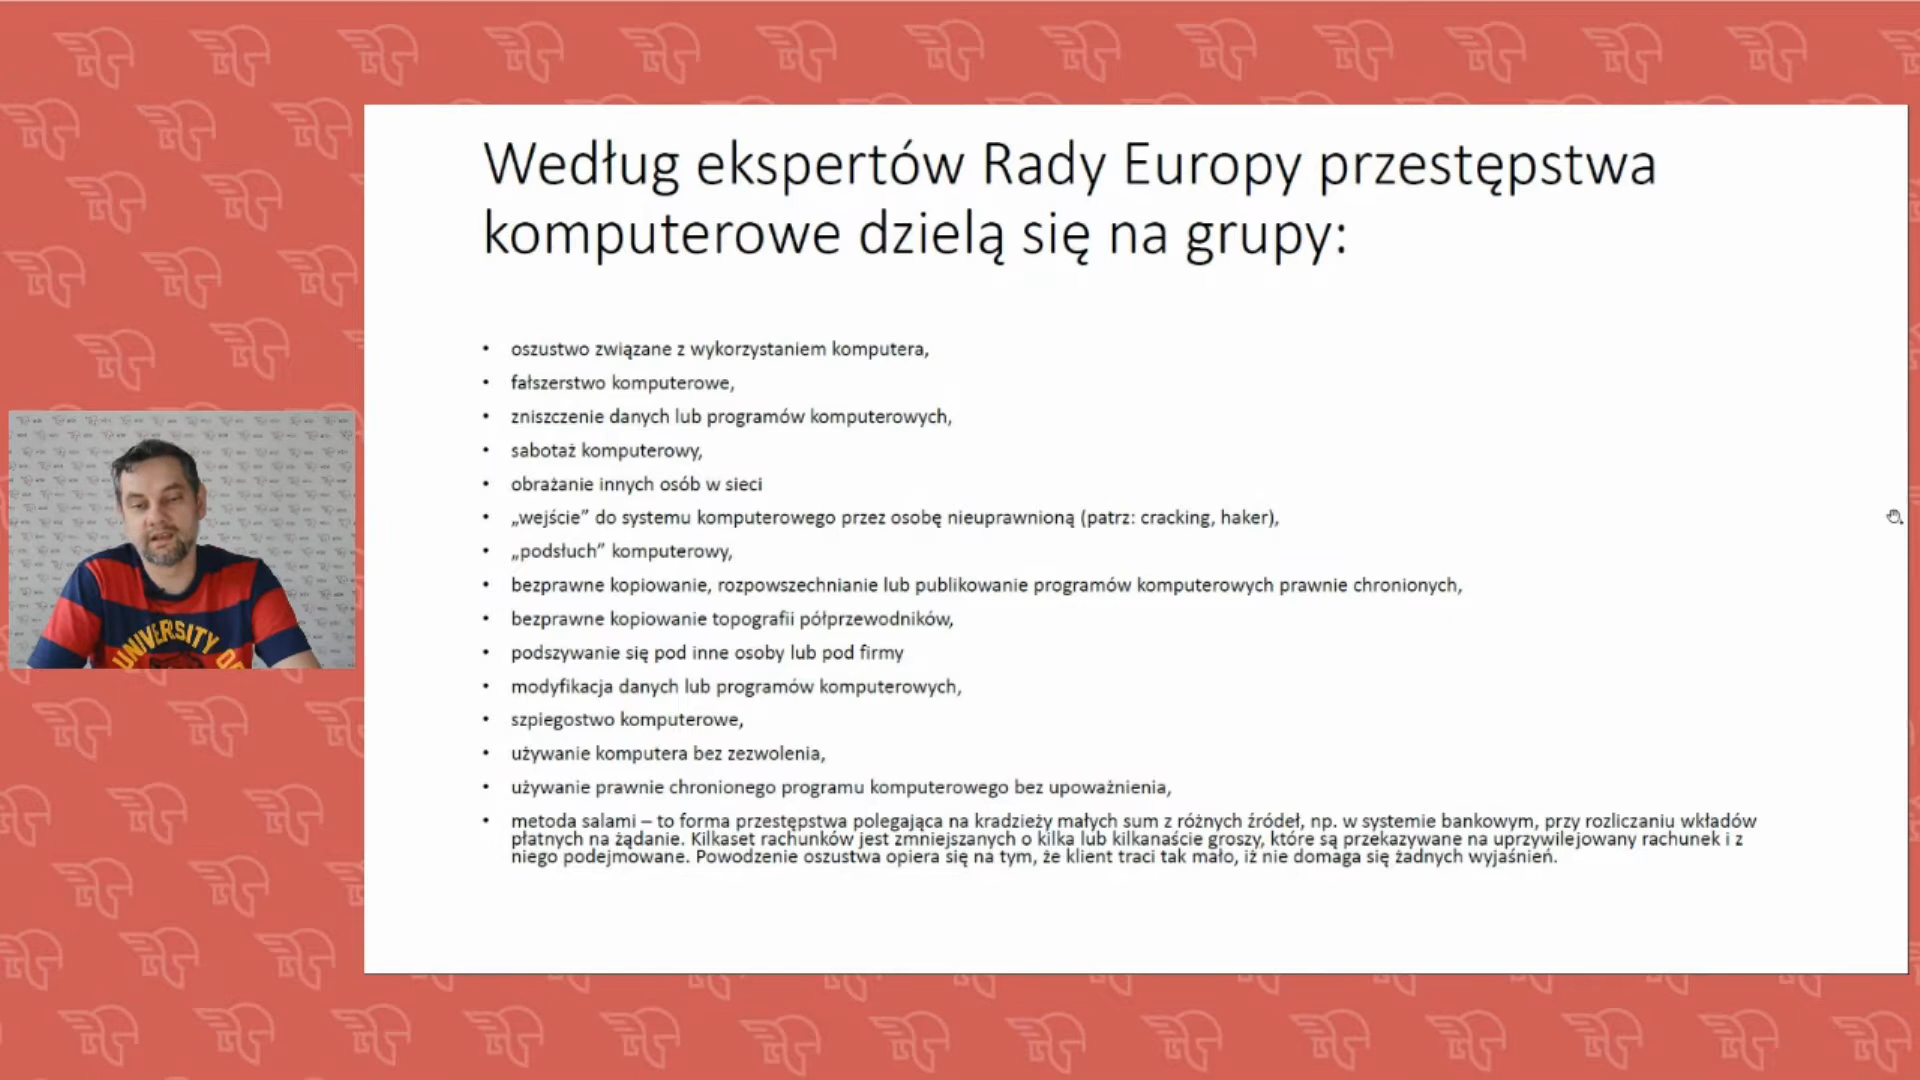 Według ekspertów Rady Europy przestępstwa
komputerowe dzielą się na grupy:
• oszustwo związane z wykorzystaniem komputera,
• fałszerstwo komputerowe,
• zniszczenie danych lub programów komputerowych,
• sabotaż komputerowy,
• obrażanie innych osób w sieci
• „wejście” do systemu komputerowego przez osobę nieuprawnioną (patrz: cracking, haker),
• „podsłuch” komputerowy,
• bezprawne kopiowanie, rozpowszechnianie lub publikowanie programów komputerowych prawnie chronionych,
• bezprawne kopiowanie topografii półprzewodników,
• podszywanie się pod inne osoby lub pod firmy
• modyfikacja danych lub programów komputerowych,
• szpiegostwo komputerowe,
• używanie komputera bez zezwolenia,
• używanie prawnie chronionego programu komputerowego bez upoważnienia,
• metoda salami – to forma przestępstwa polegająca na kradzieży małych sum z różnych źródeł, np. w systemie bankowym, przy rozliczaniu wkładów
płatnych na żądanie. Kilkaset rachunków jest zmniejszanych o kilka lub kilkanaście groszy, które są przekazywane na uprzywilejowany rachunek i z
niego podejmowane. Powodzenie oszustwa opiera się na tym, że klient traci tak mało, iż nie domaga się żadnych wyjaśnień.
UNIVERSITY OF